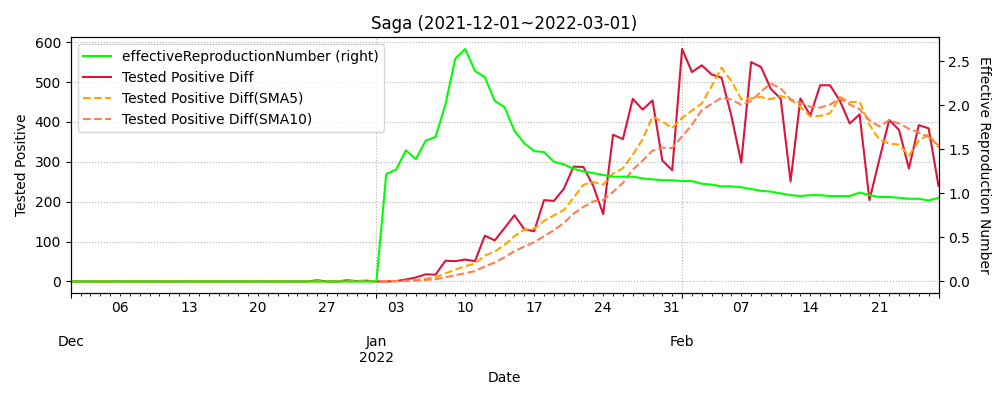 Saga (2021-12-01~2022-03-01)
effectiveReproductionNumber (right)
Tested Positive Diff
Tested Positive Diff(SMA5)
Tested Positive Diff(SMA10)
Tested Positive
600
500
400
300
200
100
0
2.5
2.0
1.5
1.0
0.5
0.0
Effective Reproduction Number
06 13 20 27 03 10 17 24 31 07 14 21
Dec Jan Feb
2022
Date